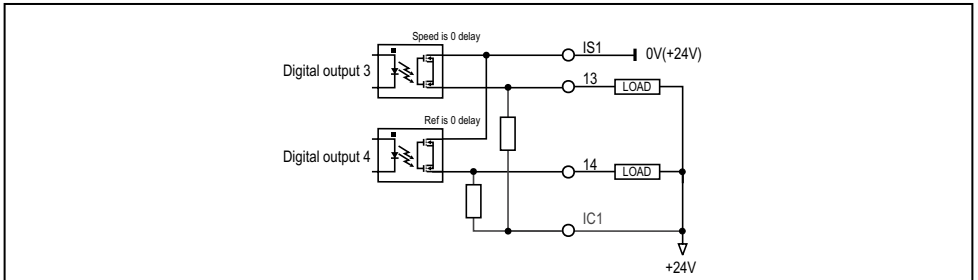 Speed is 0 delay
IS1
0V(+24V)
Digital output 3
13
LOAD
Ref is 0 delay
Digital output 4
14
LOAD
IC1
+24V